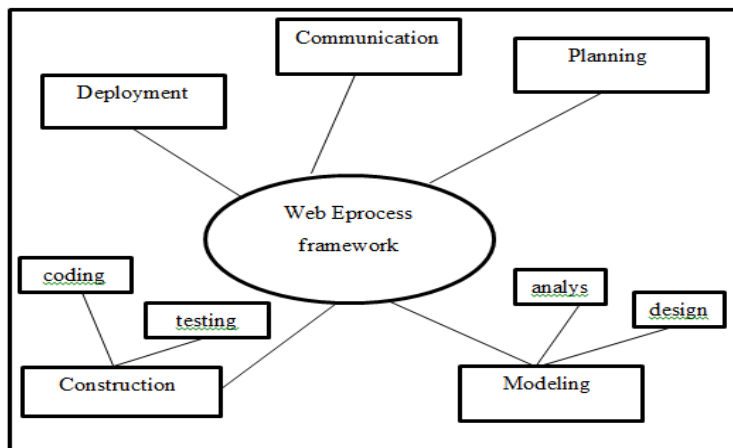 Communication
Planning
Deployment
Web Eprocess
framework
coding
testing
analys
design
Construction
Modeling